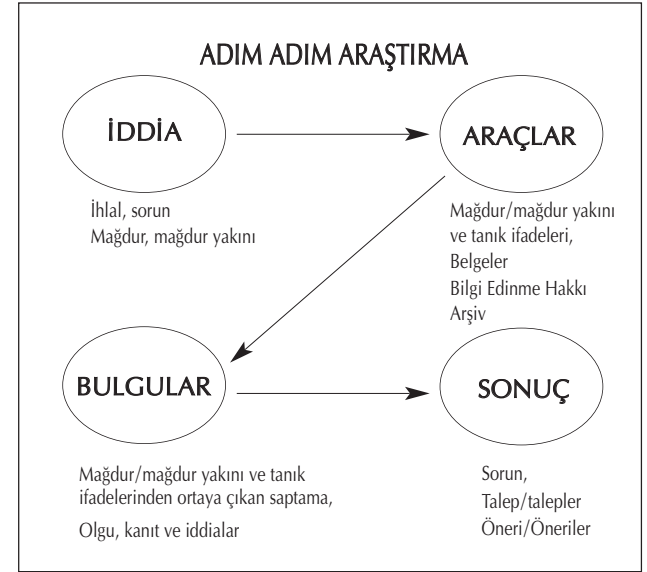 ADIM ADIM ARAŞTIRMA
İDDİA
İhlal, sorun
Mağdur, mağdur yakını
ARAÇLAR
Mağdur/mağdur yakını
ve tanık ifadeleri,
Belgeler
Bilgi Edinme Hakkı
Arşiv
BULGULAR
Mağdur/mağdur yakını ve tanık
ifadelerinden ortaya çıkan saptama,
Olgu, kanıt ve iddialar
SONUÇ
Sorun,
Talep/talepler
Öneri/Öneriler